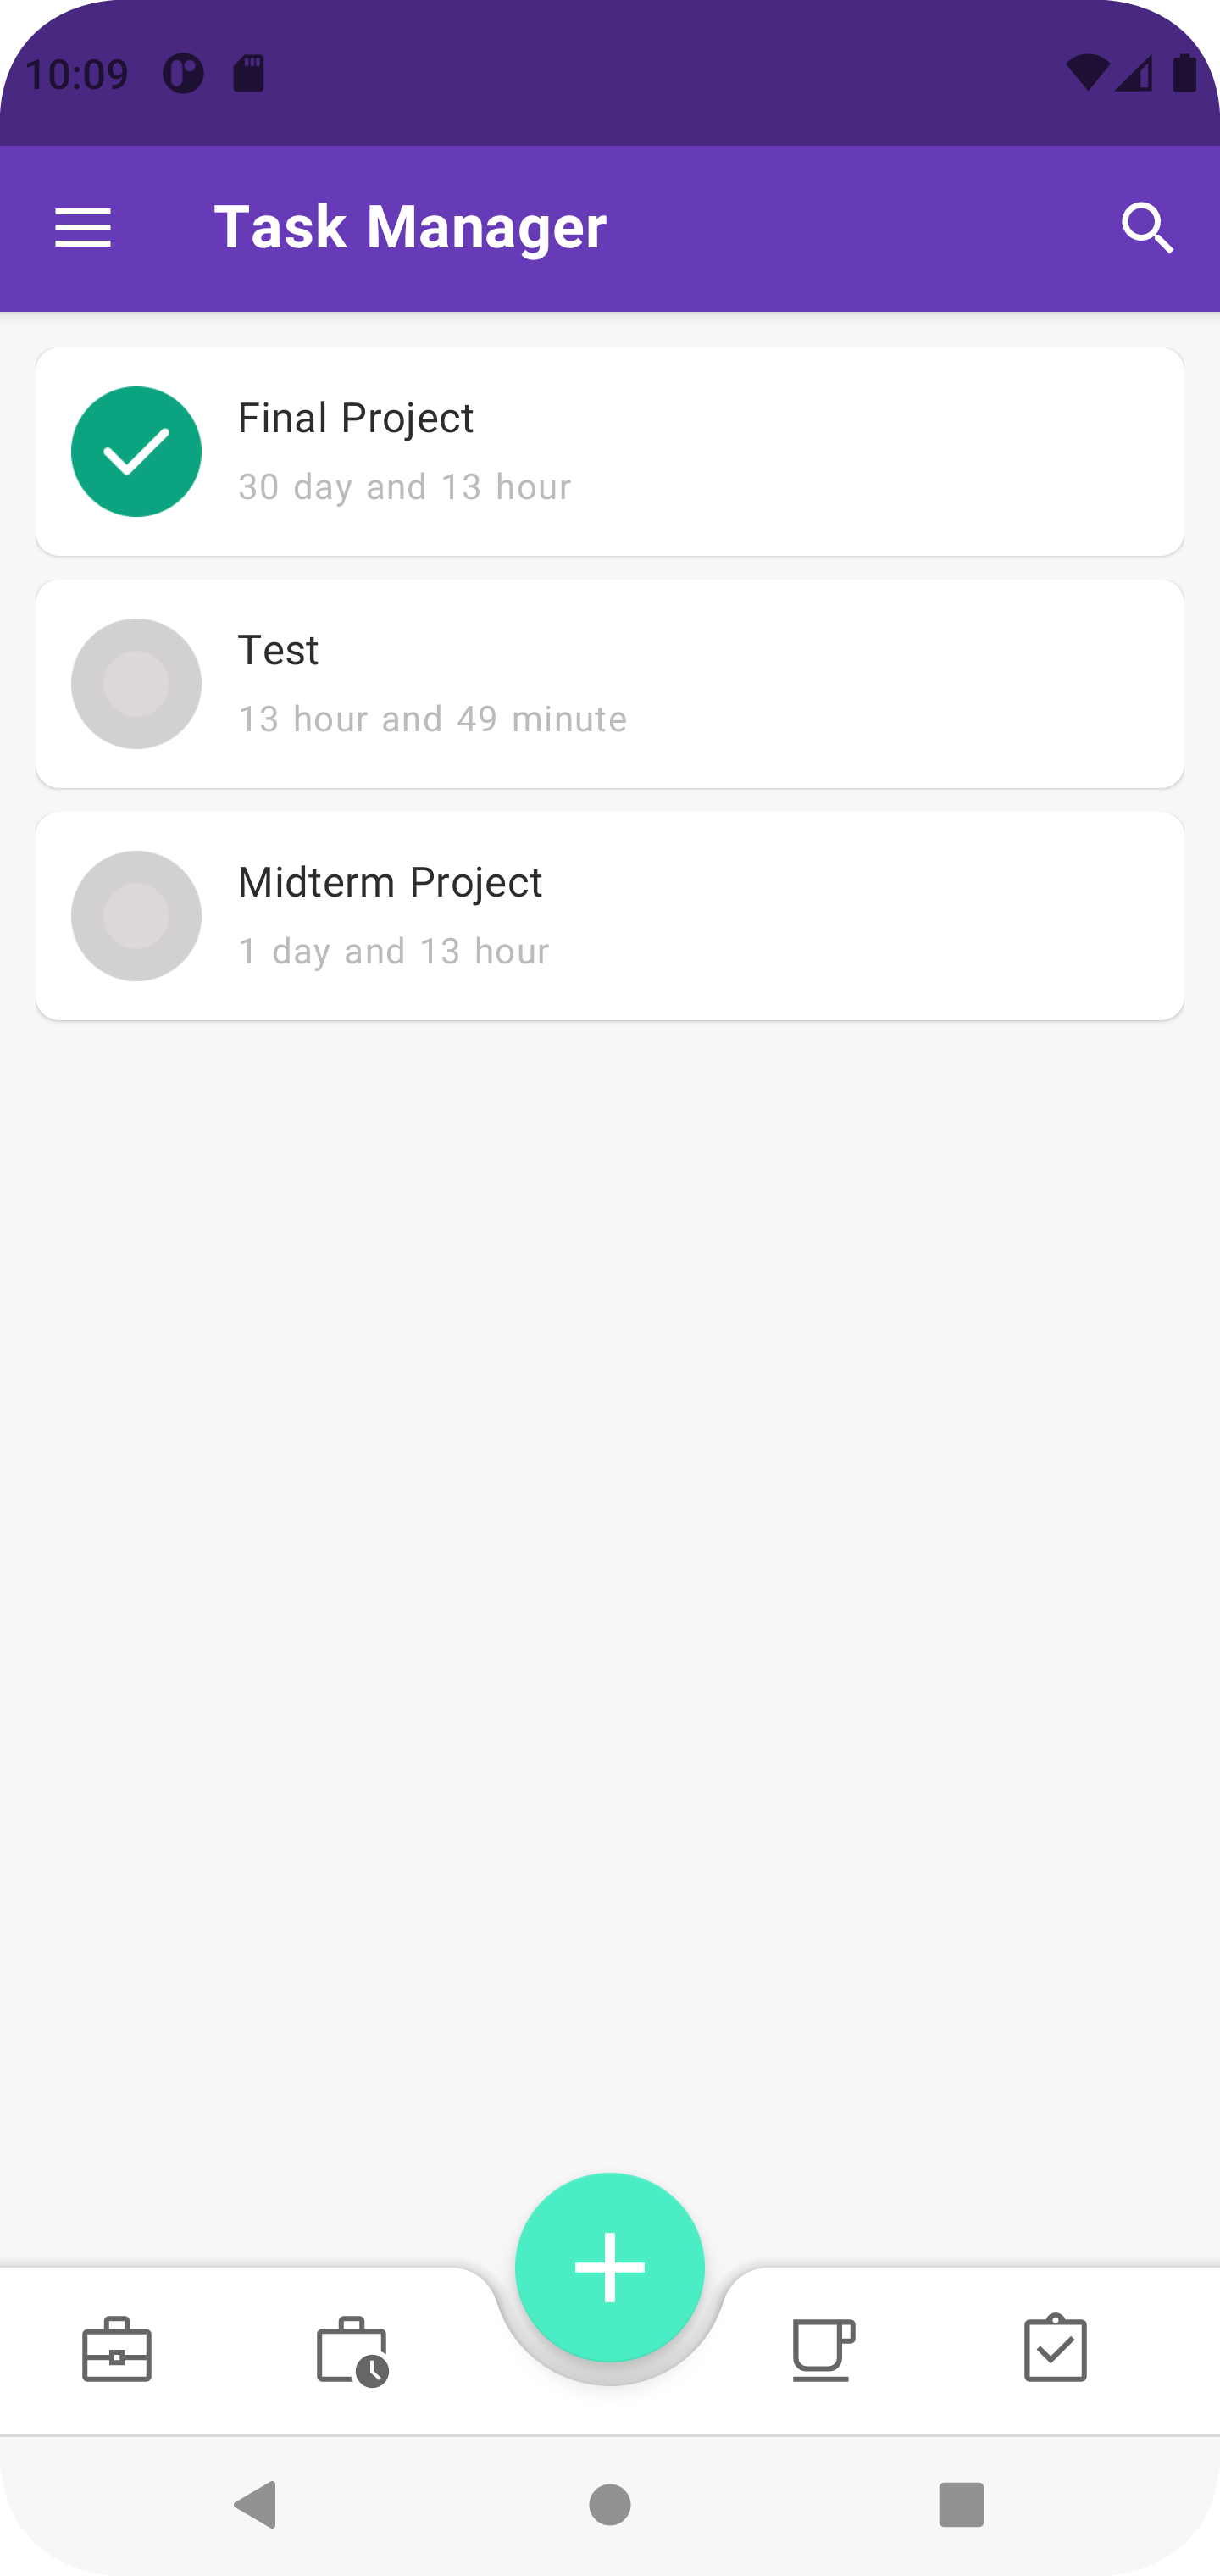 10:09
Task Manager
Final Project
30 day and 13 hour
Test
13 hour and 49 minute
Midterm Project
1 day and 13 hour